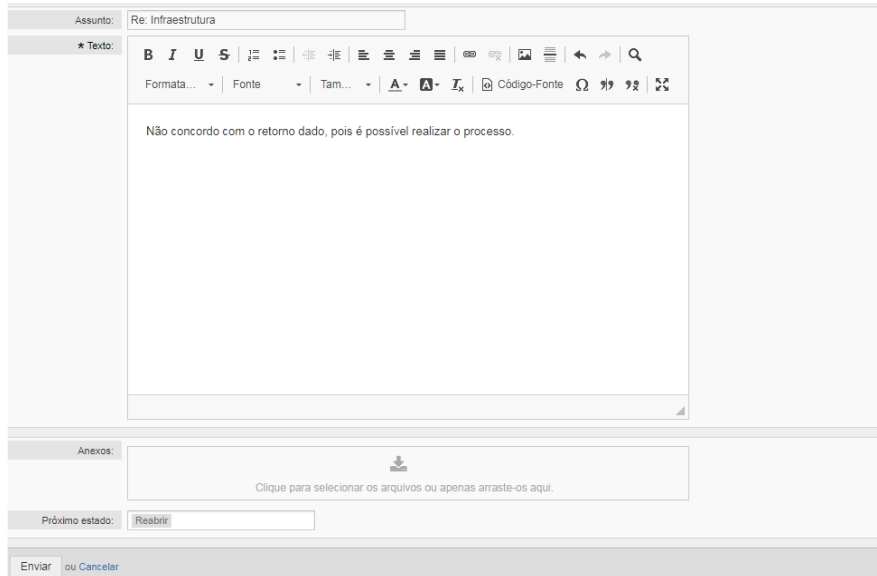 Assunto: Re: Infraestrutura
★ Texto:
B I U S
Formata... Fonte Tam... A A Tx Código-Fonte Ω
Não concordo com o retorno dado, pois é possível realizar o processo.
Anexos:
Clique para selecionar os arquivos ou apenas arraste-os aqui.
Próximo estado: Reabrir
Enviar ou Cancelar